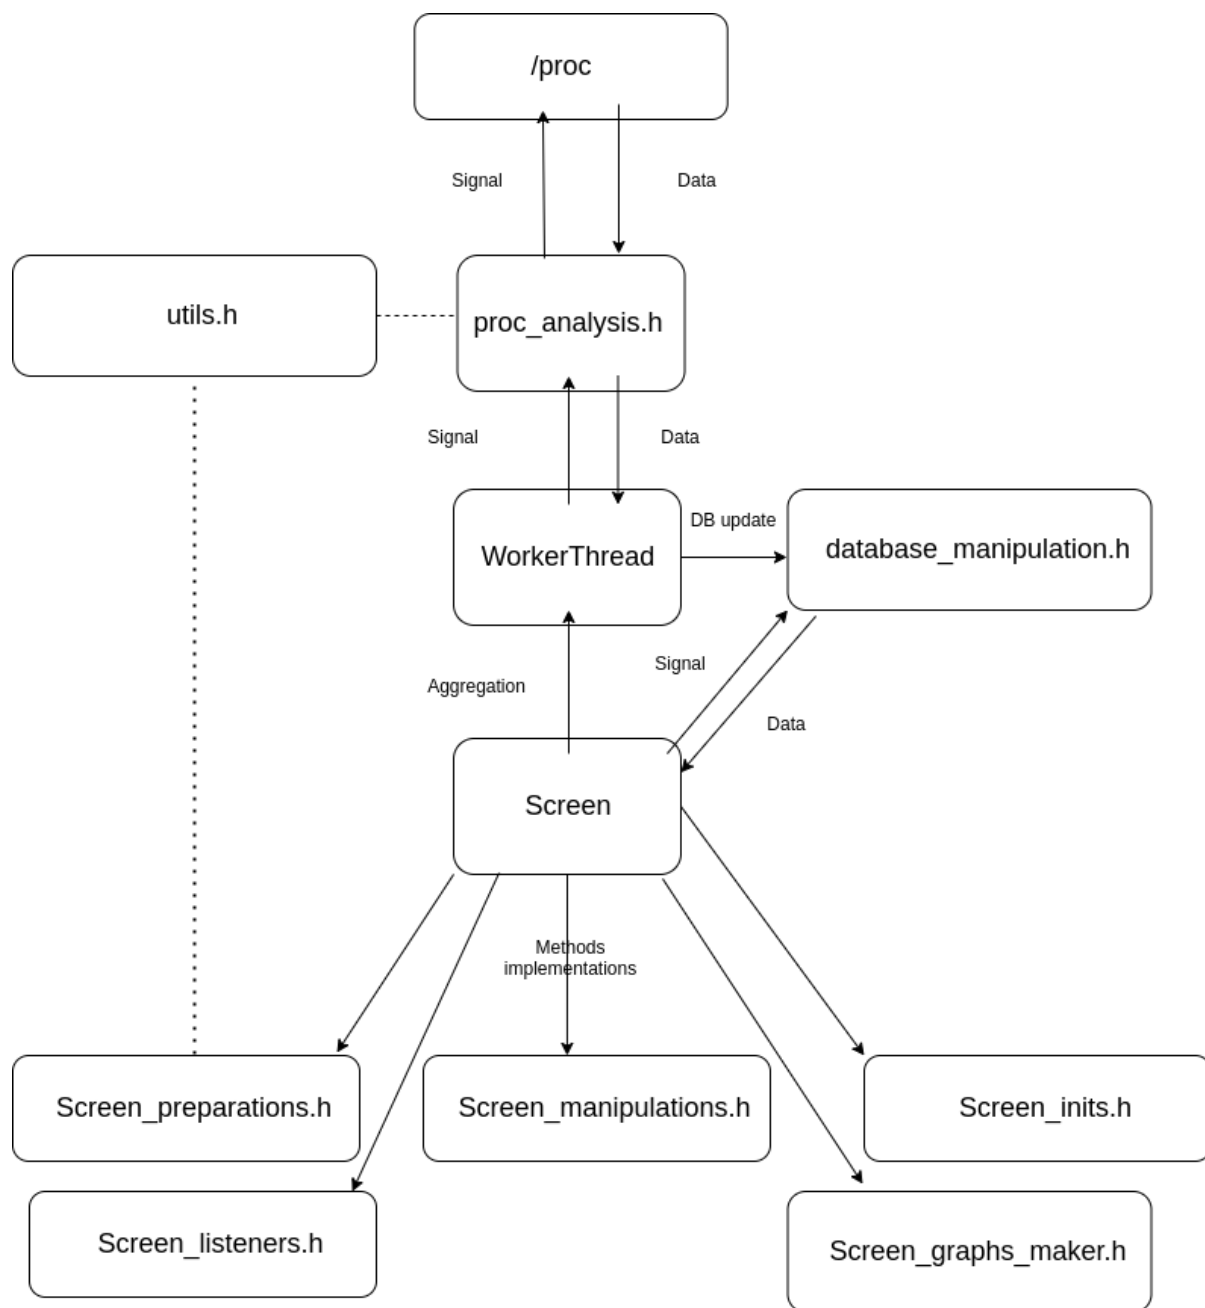 /proc
Signal
Data
utils.h
proc_analysis.h
Signal
Data
DB update
WorkerThread
database_manipulation.h
Signal
Aggregation
Data
Screen
Methods
implementations
Screen_preparations.h
Screen_manipulations.h
Screen_inits.h
Screen_listeners.h
Screen_graphs_maker.h